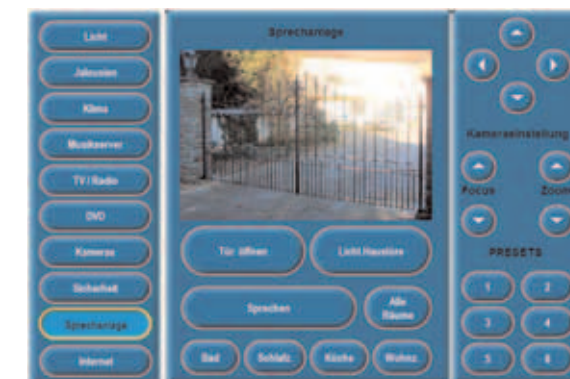 Licht
Jalousien
Klima
Musikserver
TV / Radio
DVD
Kameras
Sicherheit
Sprechanlage
Internet
Sprechanlage
Tür öffnen
Licht Haustüre
Sprechen
Alle
Räume
Bad
Schlafz
Küche
Wohnz
Kameraeinstellung
Focus
Zoom
PRESETS
1
2
3
4
5
6